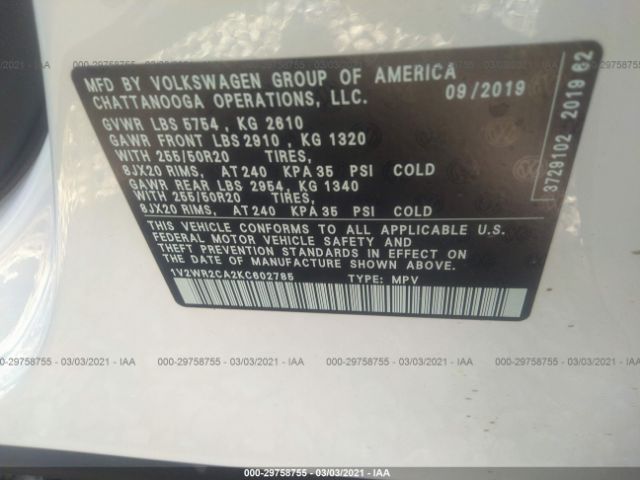 MFD BY VOLKSWAGEN GROUP OF AMERICA
CHATTANOOGA OPERATIONS, LLC. 09/2019
GVWR LBS 5754 , KG 2610
GAWR FRONT LBS 2910 , KG 1320
WITH 255/50R20 TIRES,
8JX20 RIMS, AT 240 KPA 35 PSI COLD
GAWR REAR LBS 2954 , KG 1340
WITH 255/50R20 TIRES,
8JX20 RIMS, AT 240 KPA 35 PSI COLD
THIS VEHICLE CONFORMS TO ALL APPLICABLE U.S.
FEDERAL MOTOR VEHICLE SAFETY AND
THEFT PREVENTION STANDARDS IN EFFECT ON
THE DATE OF MANUFACTURE SHOWN ABOVE.
1V2WR2CA2KC602785 TYPE: MPV
3729102 2019 82
000-29758755 - 03/03/2021 - IAA